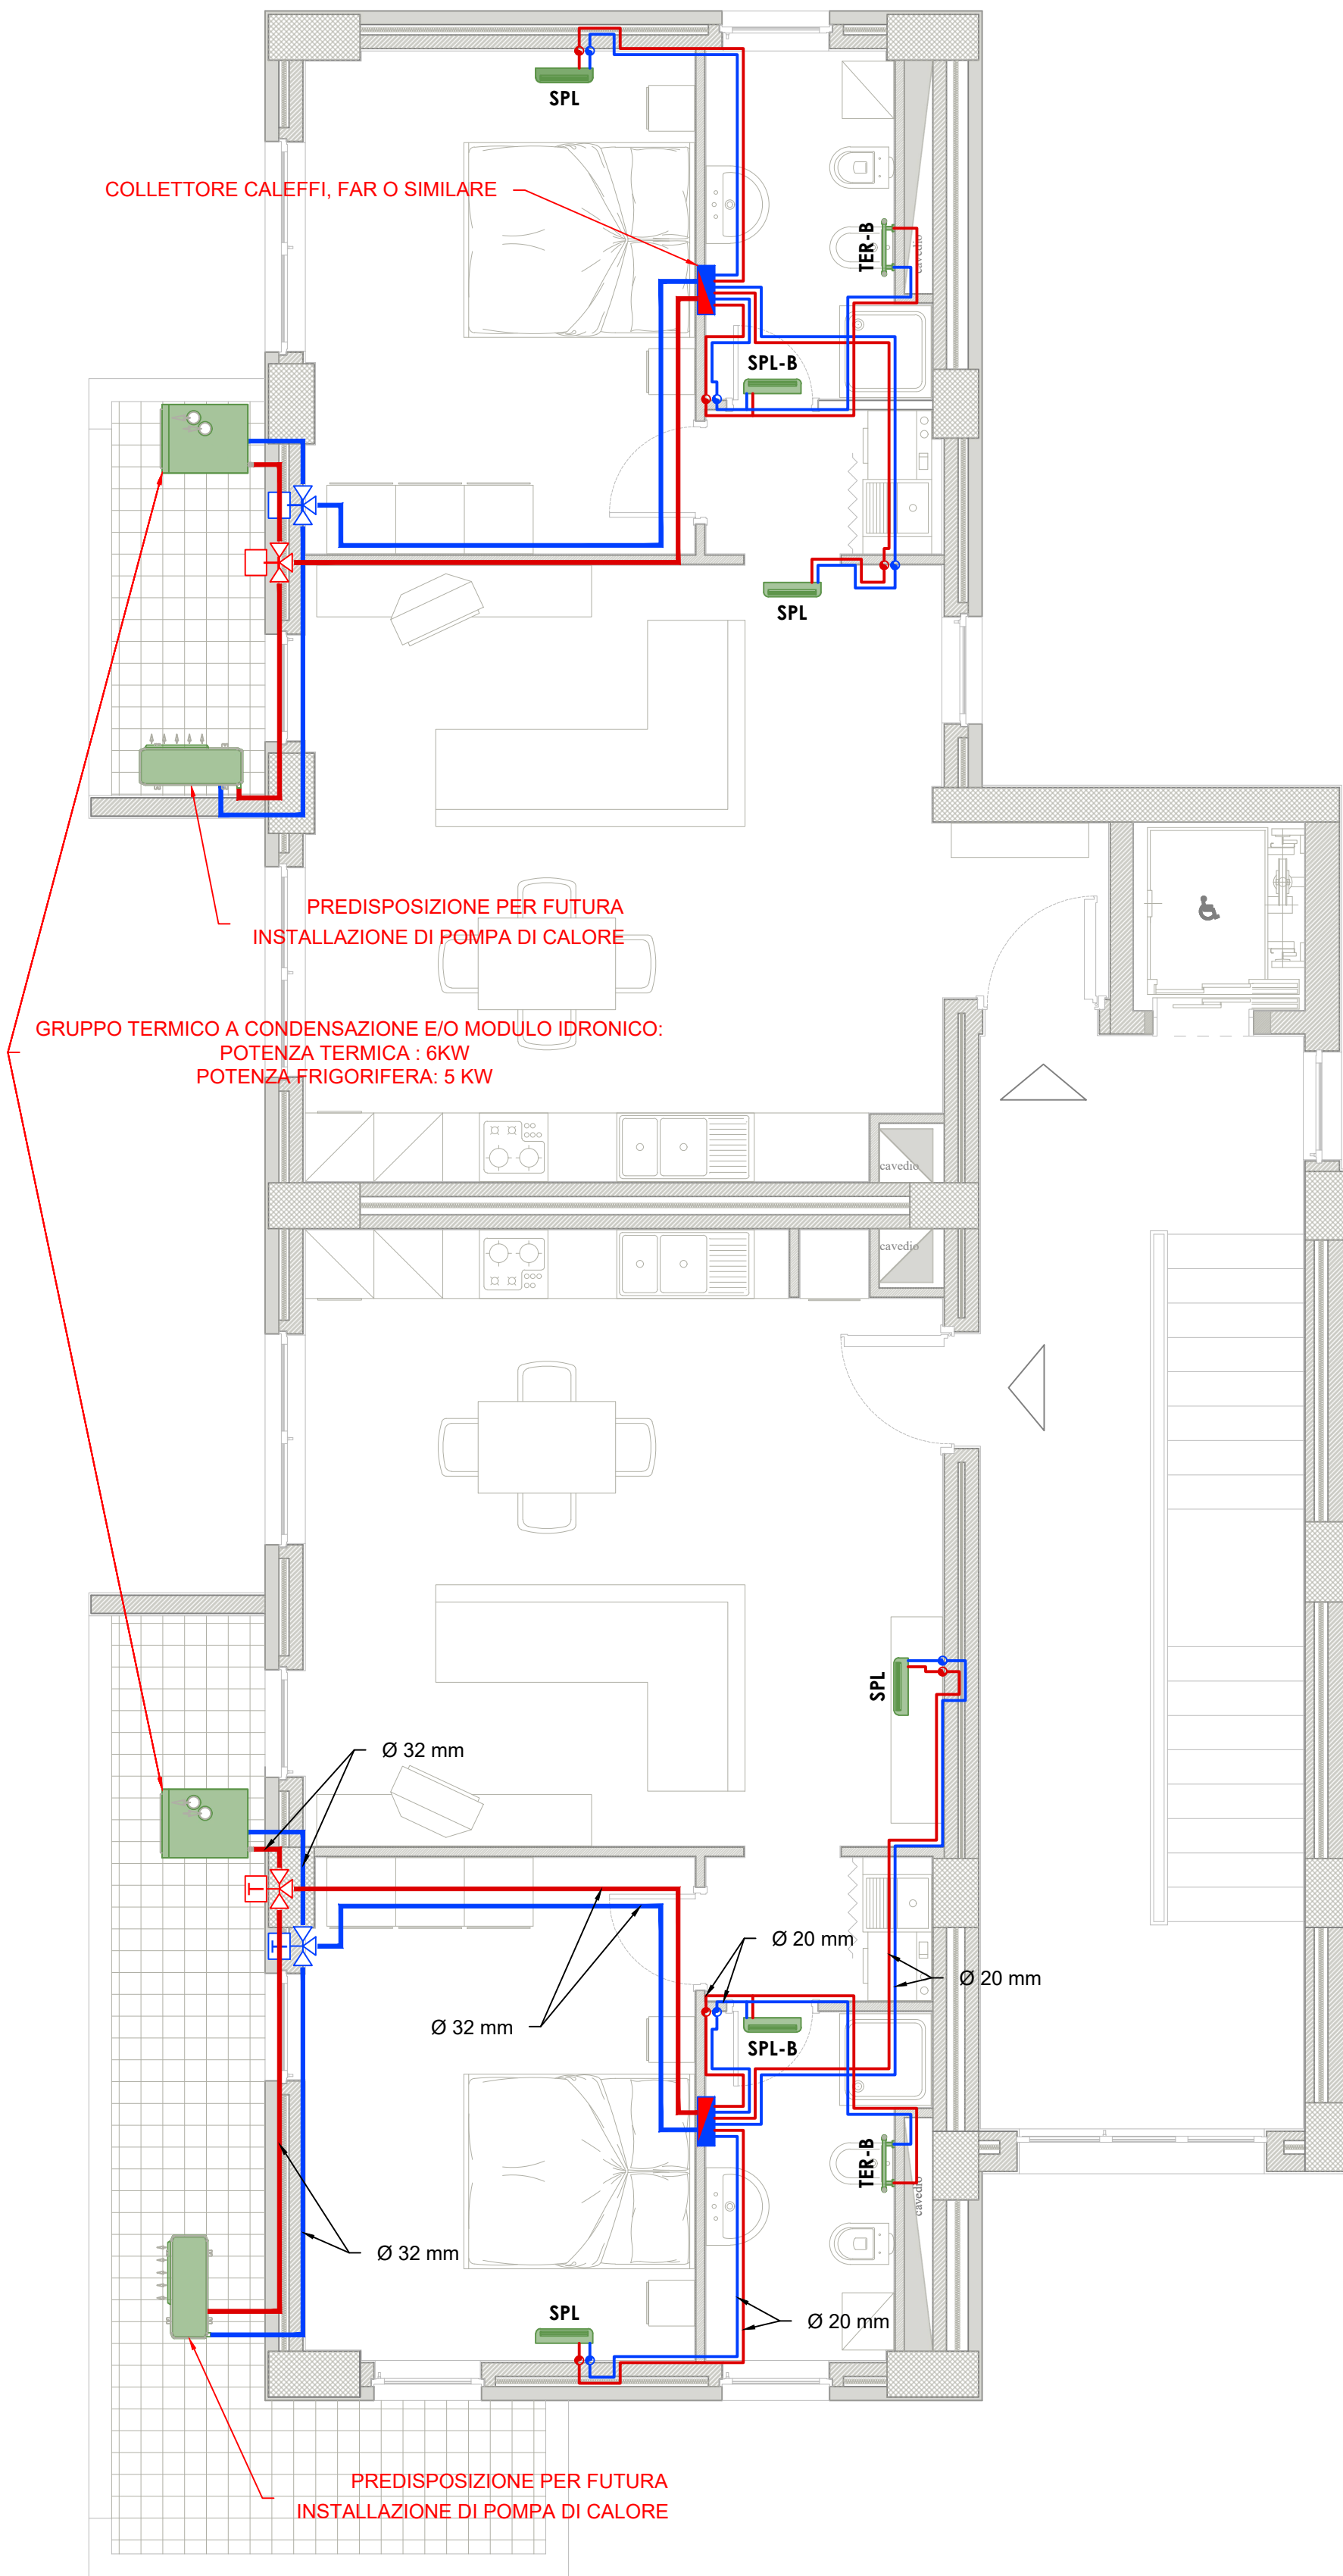 SPL
COLLETTORE CALEFFI, FAR O SIMILARE
TER-B
cavedio
SPL-B
SPL
PREDISPOSIZIONE PER FUTURA
INSTALLAZIONE DI POMPA DI CALORE
GRUPPO TERMICO A CONDENSAZIONE E/O MODULO IDRONICO:
POTENZA TERMICA : 6KW
POTENZA FRIGORIFERA: 5 KW
cavedio
cavedio
SPL
Ø 32 mm
Ø 20 mm
Ø 20 mm
Ø 32 mm
SPL-B
TER-B
cavedio
Ø 32 mm
SPL
Ø 20 mm
PREDISPOSIZIONE PER FUTURA
INSTALLAZIONE DI POMPA DI CALORE